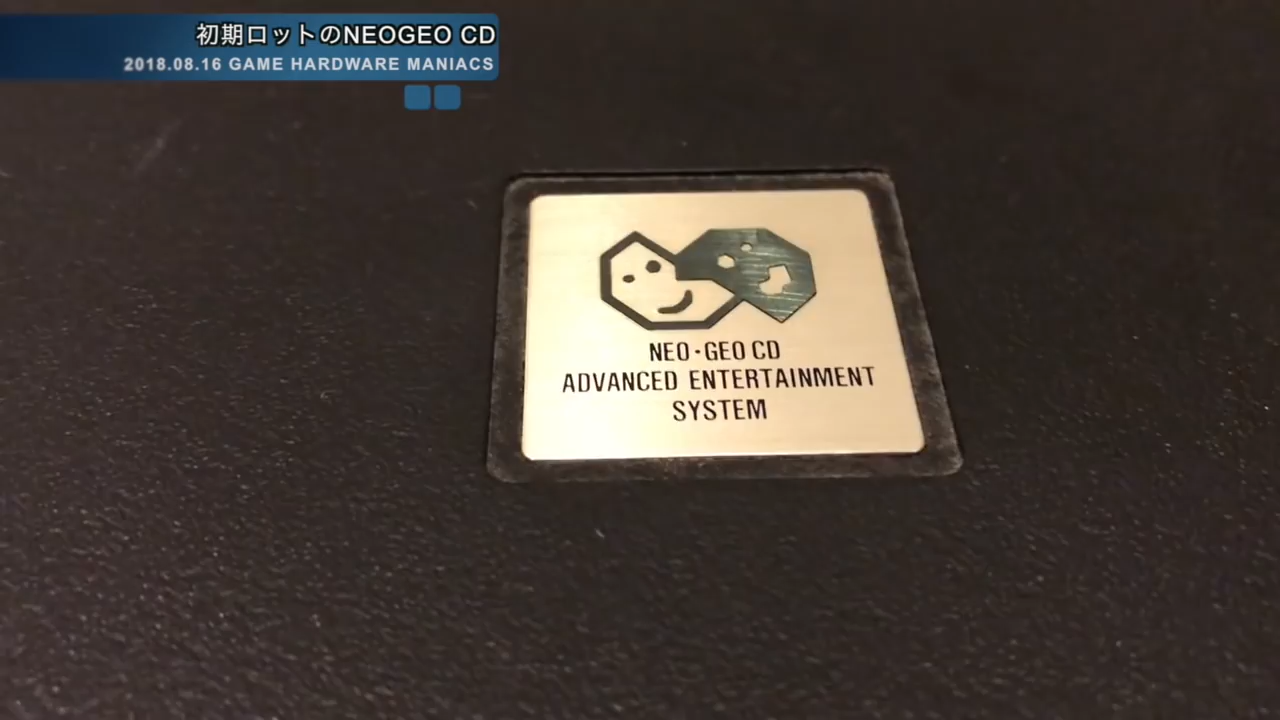 初期ロットのNEOGEO CD
2018.08.16 GAME HARDWARE MANIACS
NEO·GEO CD
ADVANCED ENTERTAINMENT
SYSTEM